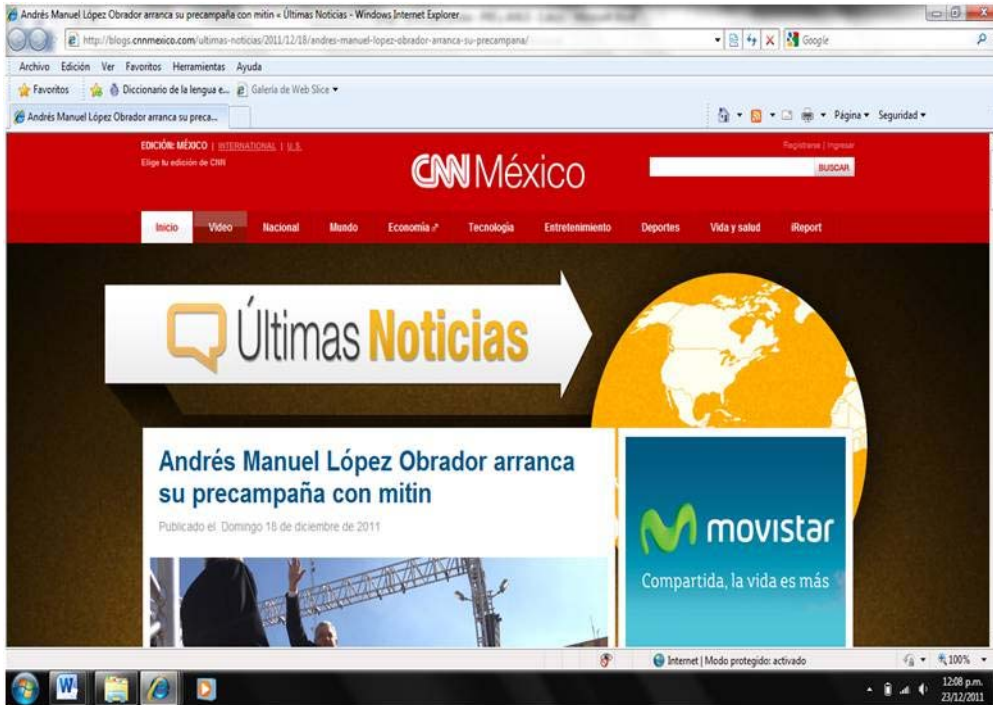 Andrés Manuel López Obrador arranca su precampaña con mitin « Últimas Noticias - Windows Internet Explorer
http://blogs.cnnmexico.com/ultimas-noticias/2011/12/18/andres-manuel-lopez-obrador-arranca-su-precampana/
Google
Archivo Edición Ver Favoritos Herramientas Ayuda
Favoritos Diccionario de la lengua e... Galería de Web Slice
Andrés Manuel López Obrador arranca su preca...
Página Seguridad
EDICIÓN: MÉXICO | INTERNATIONAL | U.S.
Elige tu edición de CNN
Registrarse | Ingresar
CNN México
BUSCAR
Inicio Video Nacional Mundo Economía Tecnología Entretenimiento Deportes Vida y salud iReport
Últimas Noticias
Andrés Manuel López Obrador arranca
su precampaña con mitin
Publicado el: Domingo 18 de diciembre de 2011
movistar
Compartida, la vida es más
Internet | Modo protegido: activado
100%
12:08 p.m.
23/12/2011